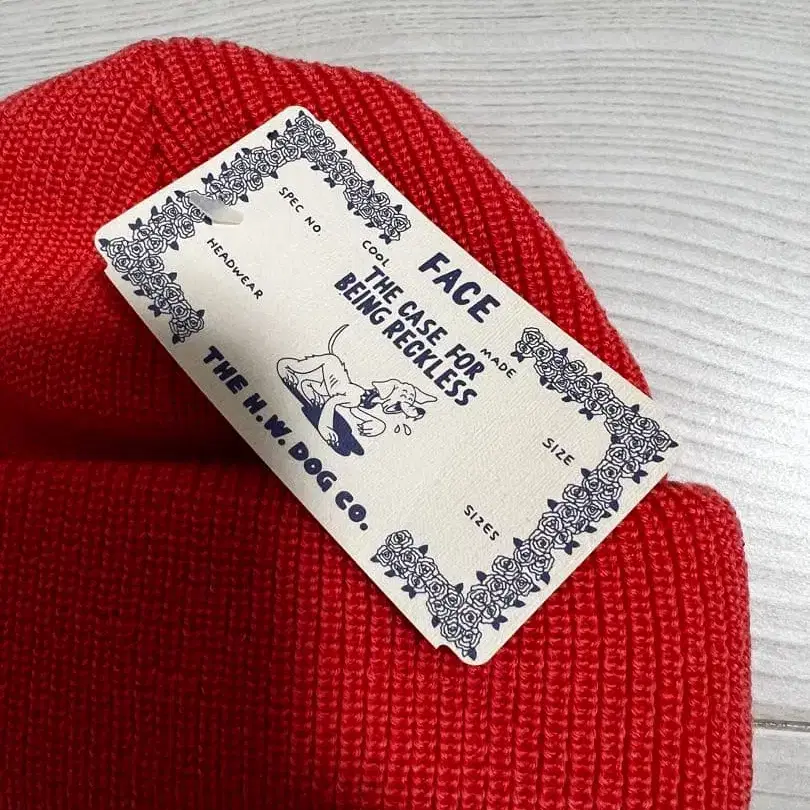 SPEC NO.
HEADWEAR
COOL
FACE
THE CASE FOR
BEING RECKLESS
MADE
THE H.W. DOG CO.
SIZE
SIZES